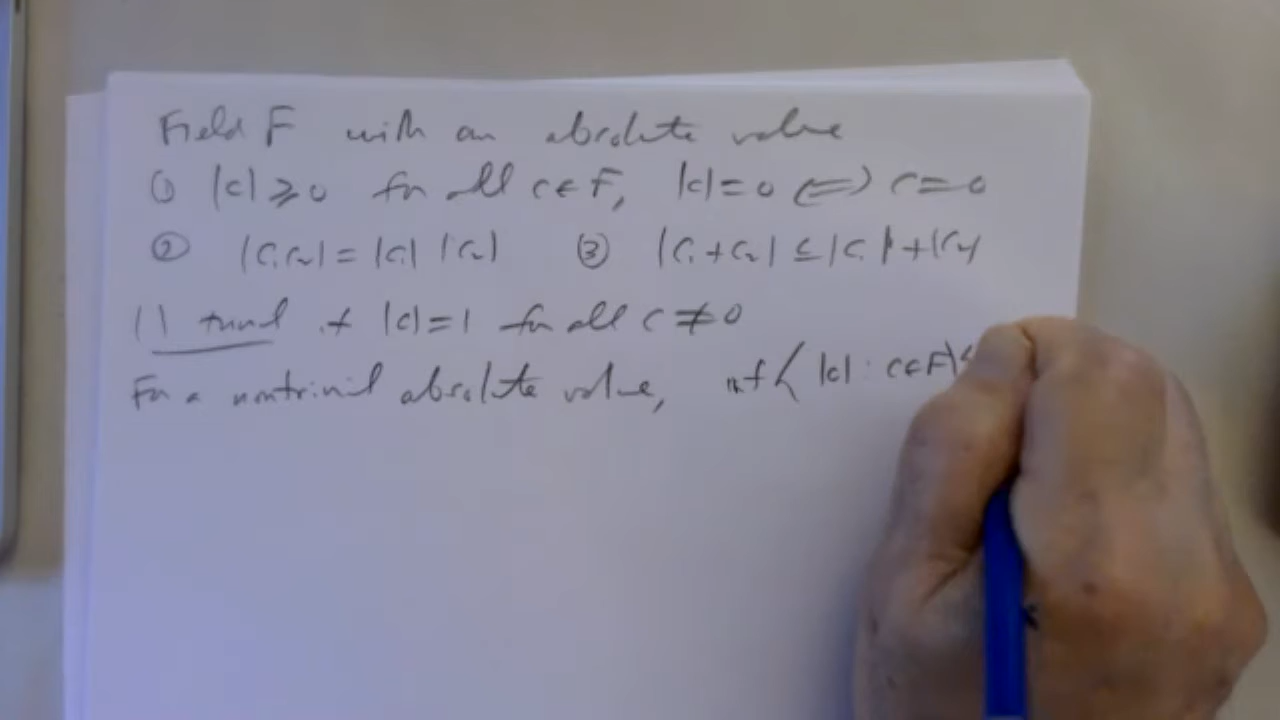 Field F with an absolute value
① |c| ≥ 0 for all c ∈ F, |c| = 0 ⟺ c = 0
② |c₁c₂| = |c₁| |c₂| ③ |c₁ + c₂| ≤ |c₁| + |c₂|
| | trivial if |c| = 1 for all c ≠ 0
For a nontrivial absolute value, inf { |c| : c ∈ F }